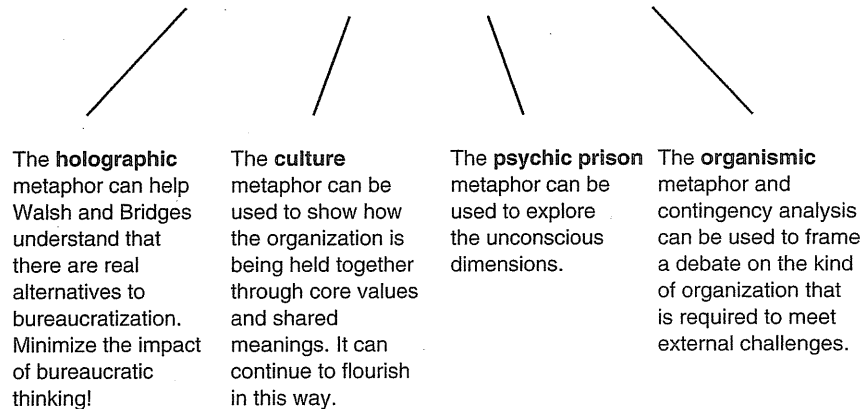 The holographic
metaphor can help
Walsh and Bridges
understand that
there are real
alternatives to
bureaucratization.
Minimize the impact
of bureaucratic
thinking!
The culture
metaphor can be
used to show how
the organization is
being held together
through core values
and shared
meanings. It can
continue to flourish
in this way.
The psychic prison
metaphor can be
used to explore
the unconscious
dimensions.
The organismic
metaphor and
contingency analysis
can be used to frame
a debate on the kind
of organization that
is required to meet
external challenges.